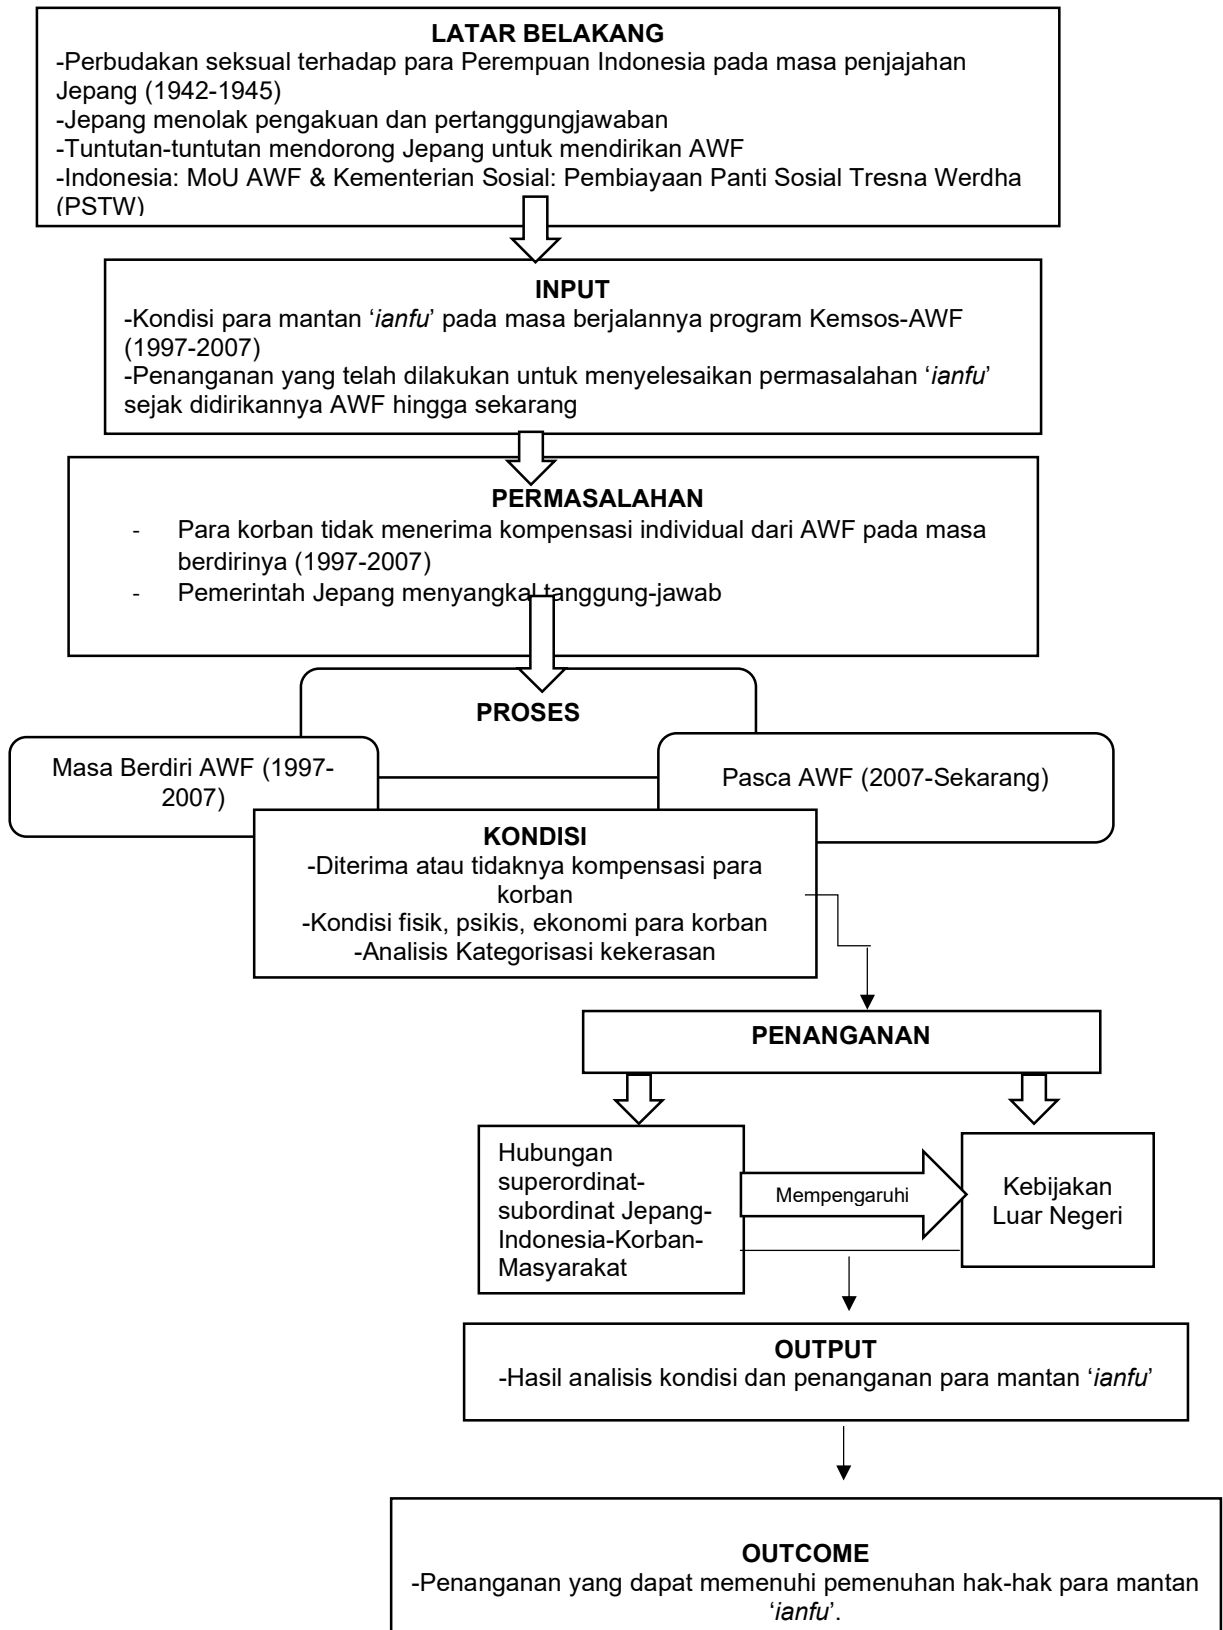 LATAR BELAKANG
-Perbudakan seksual terhadap para Perempuan Indonesia pada masa penjajahan
Jepang (1942-1945)
-Jepang menolak pengakuan dan pertanggungjawaban
-Tuntutan-tuntutan mendorong Jepang untuk mendirikan AWF
-Indonesia: MoU AWF & Kementerian Sosial: Pembiayaan Panti Sosial Tresna Werdha
(PSTW)
INPUT
-Kondisi para mantan ‘ianfu’ pada masa berjalannya program Kemsos-AWF
(1997-2007)
-Penanganan yang telah dilakukan untuk menyelesaikan permasalahan ‘ianfu’
sejak didirikannya AWF hingga sekarang
PERMASALAHAN
- Para korban tidak menerima kompensasi individual dari AWF pada masa
berdirinya (1997-2007)
- Pemerintah Jepang menyangkal tanggung-jawab
PROSES
Masa Berdiri AWF (1997-
2007)
Pasca AWF (2007-Sekarang)
KONDISI
-Diterima atau tidaknya kompensasi para
korban
-Kondisi fisik, psikis, ekonomi para korban
-Analisis Kategorisasi kekerasan
PENANGANAN
Hubungan
superordinat-
subordinat Jepang-
Indonesia-Korban-
Masyarakat
Mempengaruhi
Kebijakan
Luar Negeri
OUTPUT
-Hasil analisis kondisi dan penanganan para mantan ‘ianfu’
OUTCOME
-Penanganan yang dapat memenuhi pemenuhan hak-hak para mantan
‘ianfu’.